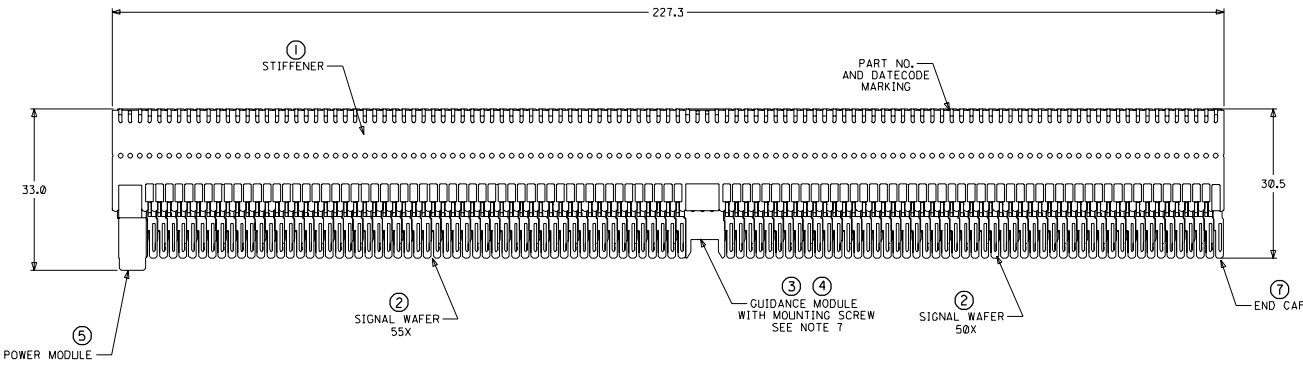 227.3
①
STIFFENER
PART NO.
AND DATECODE
MARKING
33.0
30.5
②
SIGNAL WAFER
55X
③ ④
GUIDANCE MODULE
WITH MOUNTING SCREW
SEE NOTE 7
②
SIGNAL WAFER
50X
⑦
END CAP
⑤
POWER MODULE